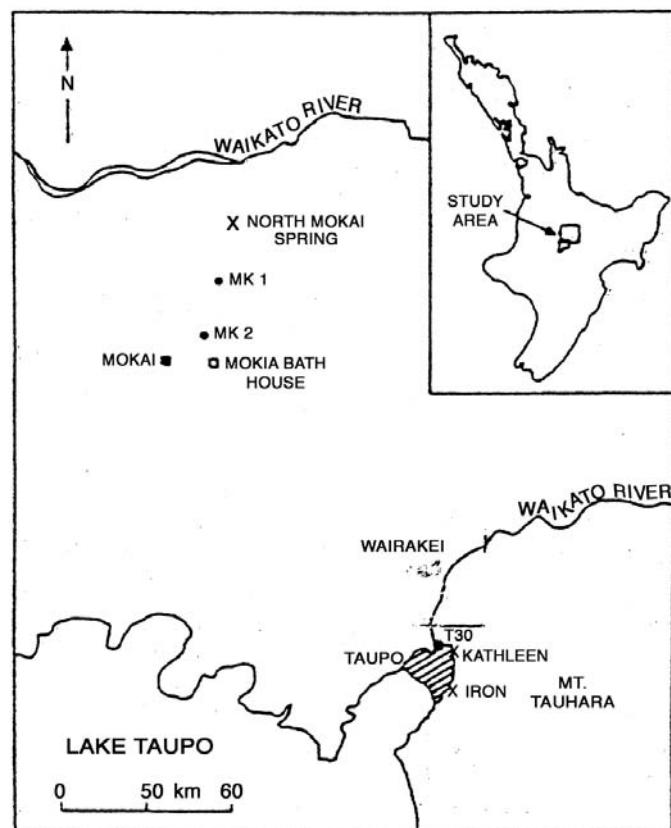 N
WAIKATO RIVER
X NORTH MOKAI
SPRING
MK 1
MK 2
MOKAI
MOKIA BATH
HOUSE
STUDY
AREA
WAIKATO RIVER
WAIRAKEI
T30
TAUPO
X KATHLEEN
X IRON
MT.
TAUHARA
LAKE TAUPO
0 50 km 60